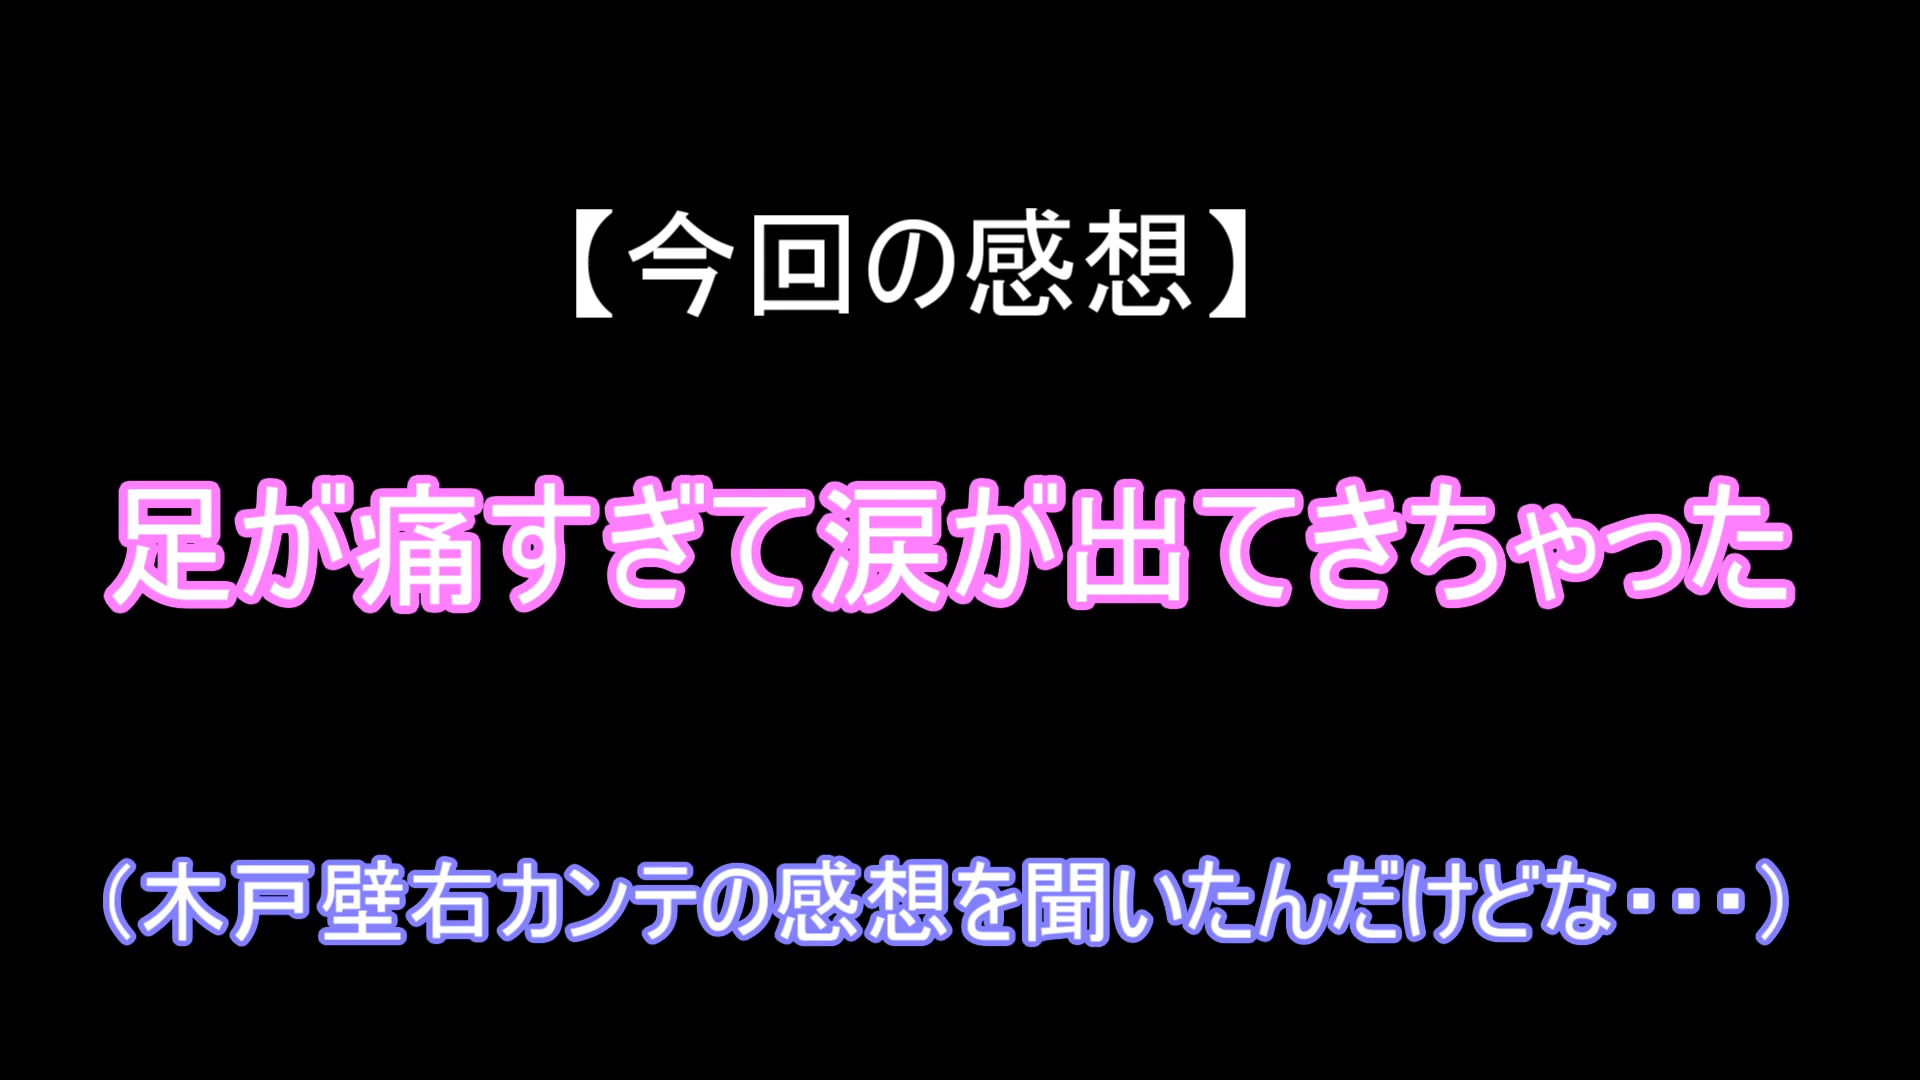 【今回の感想】
足が痛すぎて涙が出てきちゃった
（木戸壁右カンテの感想を聞いたんだけどな・・・）